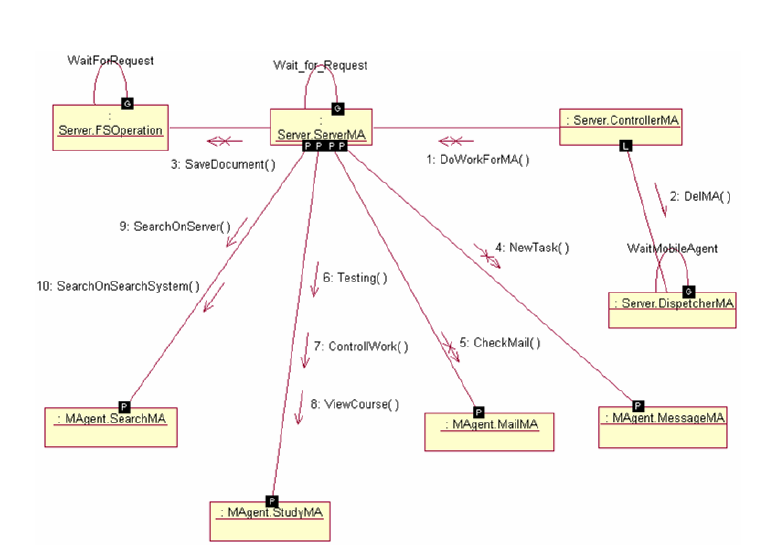 WaitForRequest
Wait_for_Request
G
G
:
Server.FSOperation
:
Server.ServerMA
: Server.ControllerMA
P P P P
L
3: SaveDocument( )
1: DoWorkForMA( )
2: DelMA( )
9: SearchOnServer( )
4: NewTask( )
WaitMobileAgent
6: Testing( )
10: SearchOnSearchSystem( )
G
: Server.DispetcherMA
7: ControllWork( )
5: CheckMail( )
8: ViewCourse( )
P
P
P
: MAgent.SearchMA
: MAgent.MailMA
: MAgent.MessageMA
P
: MAgent.StudyMA